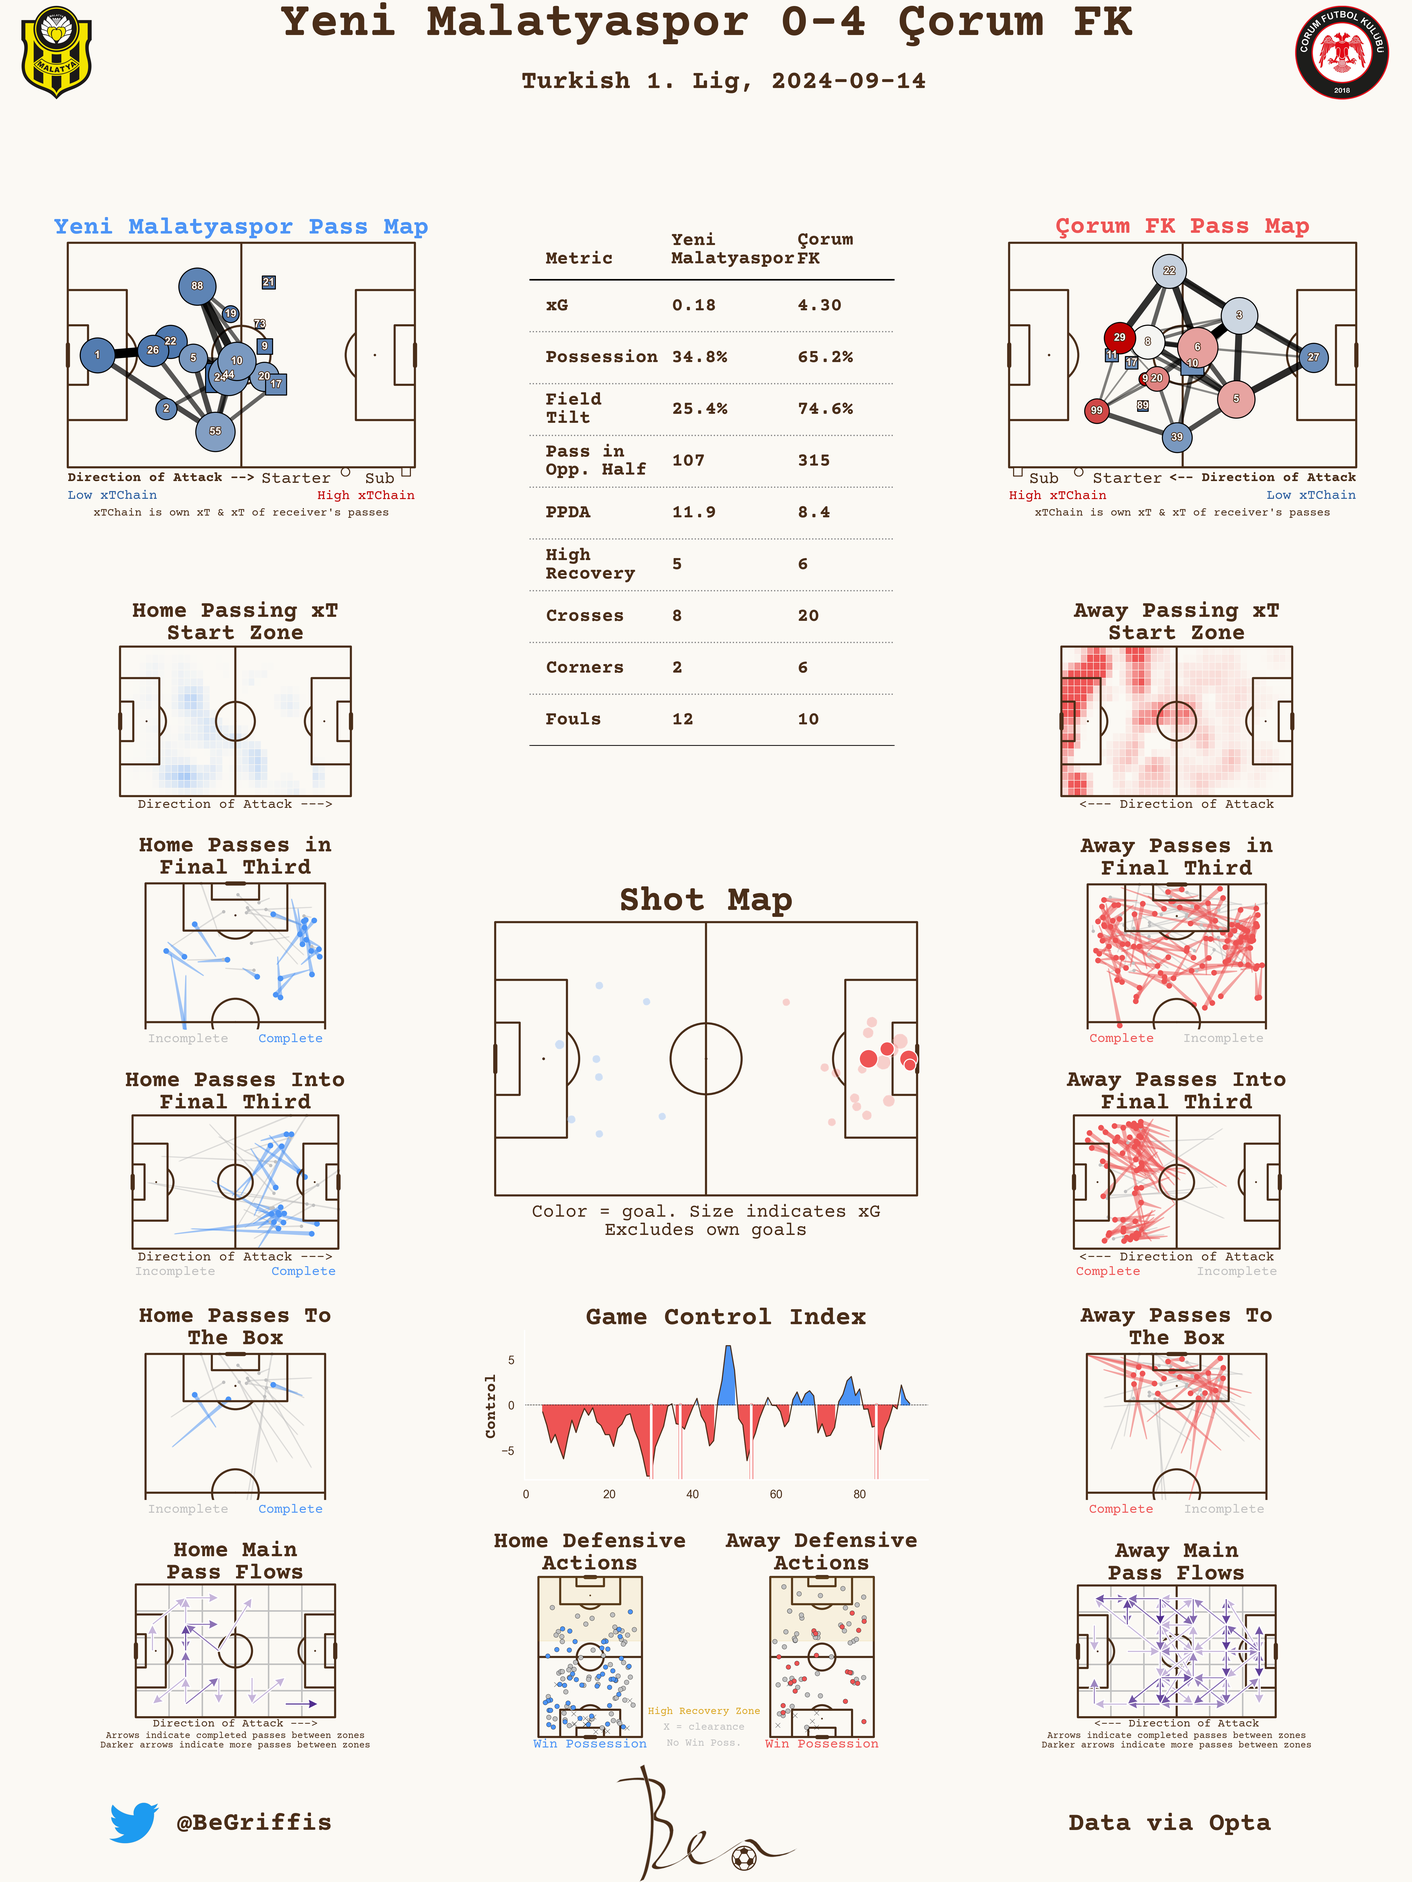 Yeni Malatyaspor 0-4 Çorum FK
Turkish 1. Lig, 2024-09-14
MALATYA
ÇORUM FUTBOL KULÜBÜ
2018
Yeni Malatyaspor Pass Map
88
21
19
73
9
1
26
22
5
10
24
44
20
17
2
55
Direction of Attack --> Starter Sub
Low xTChain High xTChain
xTChain is own xT & xT of receiver's passes
Metric Yeni Malatyaspor Çorum FK
xG 0.18 4.30
Possession 34.8% 65.2%
Field Tilt 25.4% 74.6%
Pass in Opp. Half 107 315
PPDA 11.9 8.4
High Recovery 5 6
Crosses 8 20
Corners 2 6
Fouls 12 10
Çorum FK Pass Map
22
3
29
8
6
11
17
10
27
9
20
5
99
89
39
Sub Starter <-- Direction of Attack
High xTChain Low xTChain
xTChain is own xT & xT of receiver's passes
Home Passing xT
Start Zone
Direction of Attack --->
Away Passing xT
Start Zone
<--- Direction of Attack
Home Passes in
Final Third
Incomplete Complete
Away Passes in
Final Third
Complete Incomplete
Shot Map
Color = goal. Size indicates xG
Excludes own goals
Home Passes Into
Final Third
Direction of Attack --->
Incomplete Complete
Away Passes Into
Final Third
<--- Direction of Attack
Complete Incomplete
Home Passes To
The Box
Incomplete Complete
Game Control Index
Control
5
0
−5
0 20 40 60 80
Away Passes To
The Box
Complete Incomplete
Home Main
Pass Flows
Direction of Attack --->
Arrows indicate completed passes between zones
Darker arrows indicate more passes between zones
Home Defensive
Actions
Win Possession
High Recovery Zone
X = clearance
No Win Poss.
Away Defensive
Actions
Win Possession
Away Main
Pass Flows
<--- Direction of Attack
Arrows indicate completed passes between zones
Darker arrows indicate more passes between zones
@BeGriffis
Ben
Data via Opta